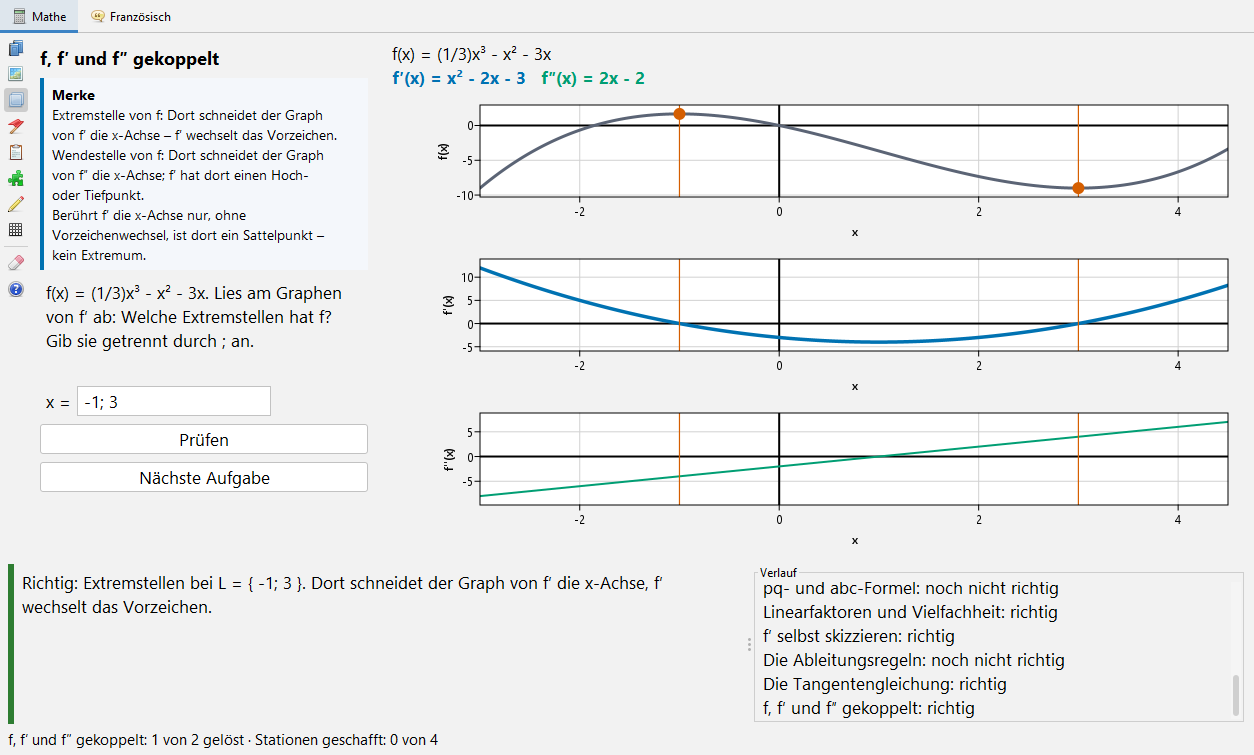 Mathe
Französisch
f, f′ und f″ gekoppelt
Merke
Extremstelle von f: Dort schneidet der Graph
von f′ die x-Achse – f′ wechselt das Vorzeichen.
Wendestelle von f: Dort schneidet der Graph
von f″ die x-Achse; f′ hat dort einen Hoch-
oder Tiefpunkt.
Berührt f′ die x-Achse nur, ohne
Vorzeichenwechsel, ist dort ein Sattelpunkt –
kein Extremum.
f(x) = (1/3)x³ - x² - 3x. Lies am Graphen
von f′ ab: Welche Extremstellen hat f?
Gib sie getrennt durch ; an.
x = -1; 3
Prüfen
Nächste Aufgabe
f(x) = (1/3)x³ - x² - 3x
f′(x) = x² - 2x - 3 f″(x) = 2x - 2
f(x)
0
-5
-10
-2 0 2 4
x
f′(x)
10
5
0
-5
-2 0 2 4
x
f″(x)
5
0
-5
-2 0 2 4
x
Richtig: Extremstellen bei L = { -1; 3 }. Dort schneidet der Graph von f′ die x-Achse, f′
wechselt das Vorzeichen.
Verlauf
pq- und abc-Formel: noch nicht richtig
Linearfaktoren und Vielfachheit: richtig
f′ selbst skizzieren: richtig
Die Ableitungsregeln: noch nicht richtig
Die Tangentengleichung: richtig
f, f′ und f″ gekoppelt: richtig
f, f′ und f″ gekoppelt: 1 von 2 gelöst · Stationen geschafft: 0 von 4